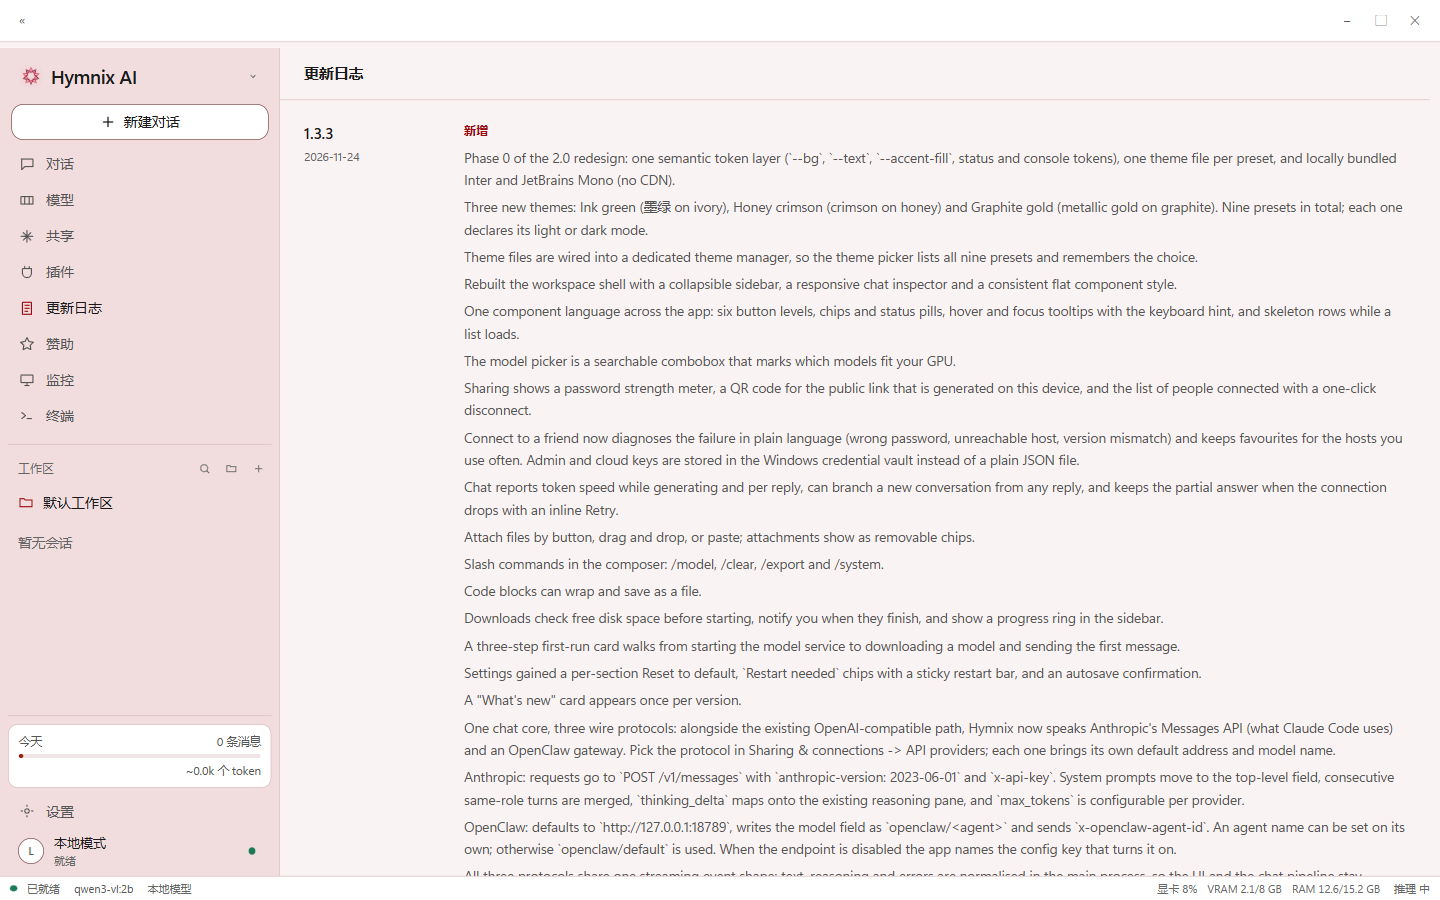 «
Hymnix AI
新建对话
对话
模型
共享
插件
更新日志
赞助
监控
终端
工作区
默认工作区
暂无会话
今天
0 条消息
~0.0k 个 token
设置
L
本地模式
就绪
更新日志
1.3.3
2026-11-24
新增
Phase 0 of the 2.0 redesign: one semantic token layer (`--bg`, `--text`, `--accent-fill`, status and console tokens), one theme file per preset, and locally bundled
Inter and JetBrains Mono (no CDN).
Three new themes: Ink green (墨绿 on ivory), Honey crimson (crimson on honey) and Graphite gold (metallic gold on graphite). Nine presets in total; each one
declares its light or dark mode.
Theme files are wired into a dedicated theme manager, so the theme picker lists all nine presets and remembers the choice.
Rebuilt the workspace shell with a collapsible sidebar, a responsive chat inspector and a consistent flat component style.
One component language across the app: six button levels, chips and status pills, hover and focus tooltips with the keyboard hint, and skeleton rows while a
list loads.
The model picker is a searchable combobox that marks which models fit your GPU.
Sharing shows a password strength meter, a QR code for the public link that is generated on this device, and the list of people connected with a one-click
disconnect.
Connect to a friend now diagnoses the failure in plain language (wrong password, unreachable host, version mismatch) and keeps favourites for the hosts you
use often. Admin and cloud keys are stored in the Windows credential vault instead of a plain JSON file.
Chat reports token speed while generating and per reply, can branch a new conversation from any reply, and keeps the partial answer when the connection
drops with an inline Retry.
Attach files by button, drag and drop, or paste; attachments show as removable chips.
Slash commands in the composer: /model, /clear, /export and /system.
Code blocks can wrap and save as a file.
Downloads check free disk space before starting, notify you when they finish, and show a progress ring in the sidebar.
A three-step first-run card walks from starting the model service to downloading a model and sending the first message.
Settings gained a per-section Reset to default, `Restart needed` chips with a sticky restart bar, and an autosave confirmation.
A "What's new" card appears once per version.
One chat core, three wire protocols: alongside the existing OpenAI-compatible path, Hymnix now speaks Anthropic's Messages API (what Claude Code uses)
and an OpenClaw gateway. Pick the protocol in Sharing & connections -> API providers; each one brings its own default address and model name.
Anthropic: requests go to `POST /v1/messages` with `anthropic-version: 2023-06-01` and `x-api-key`. System prompts move to the top-level field, consecutive
same-role turns are merged, `thinking_delta` maps onto the existing reasoning pane, and `max_tokens` is configurable per provider.
OpenClaw: defaults to `http://127.0.0.1:18789`, writes the model field as `openclaw/<agent>` and sends `x-openclaw-agent-id`. An agent name can be set on its
own; otherwise `openclaw/default` is used. When the endpoint is disabled the app names the config key that turns it on.
All three protocols share one streaming event shape: text, reasoning and errors are normalised in the main process, so the UI and the chat pipeline stay
已就绪
qwen3-vl:2b
本地模型
显卡 8%
VRAM 2.1/8 GB
RAM 12.6/15.2 GB
推理 中